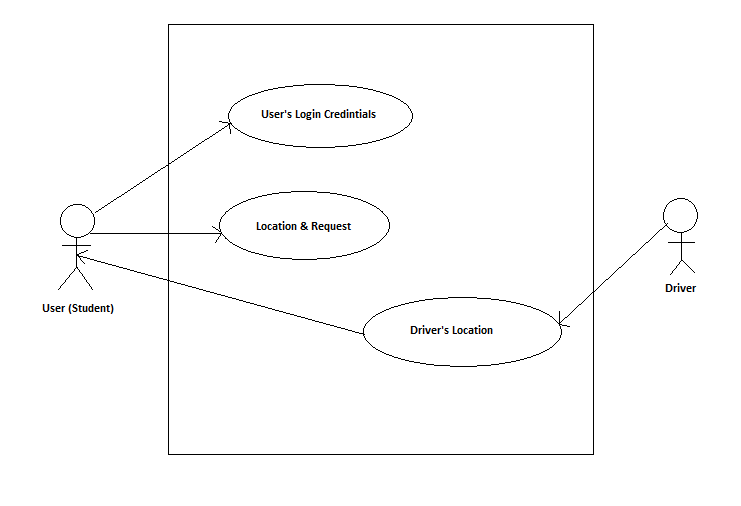 User's Login Credintials
Location & Request
User (Student)
Driver
Driver's Location